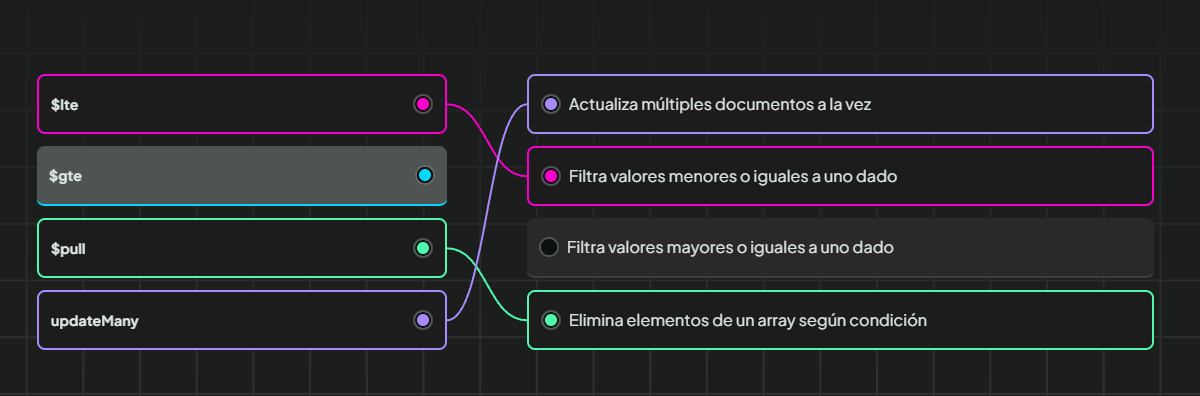 $lte
Actualiza múltiples documentos a la vez
$gte
Filtra valores menores o iguales a uno dado
$pull
Filtra valores mayores o iguales a uno dado
updateMany
Elimina elementos de un array según condición